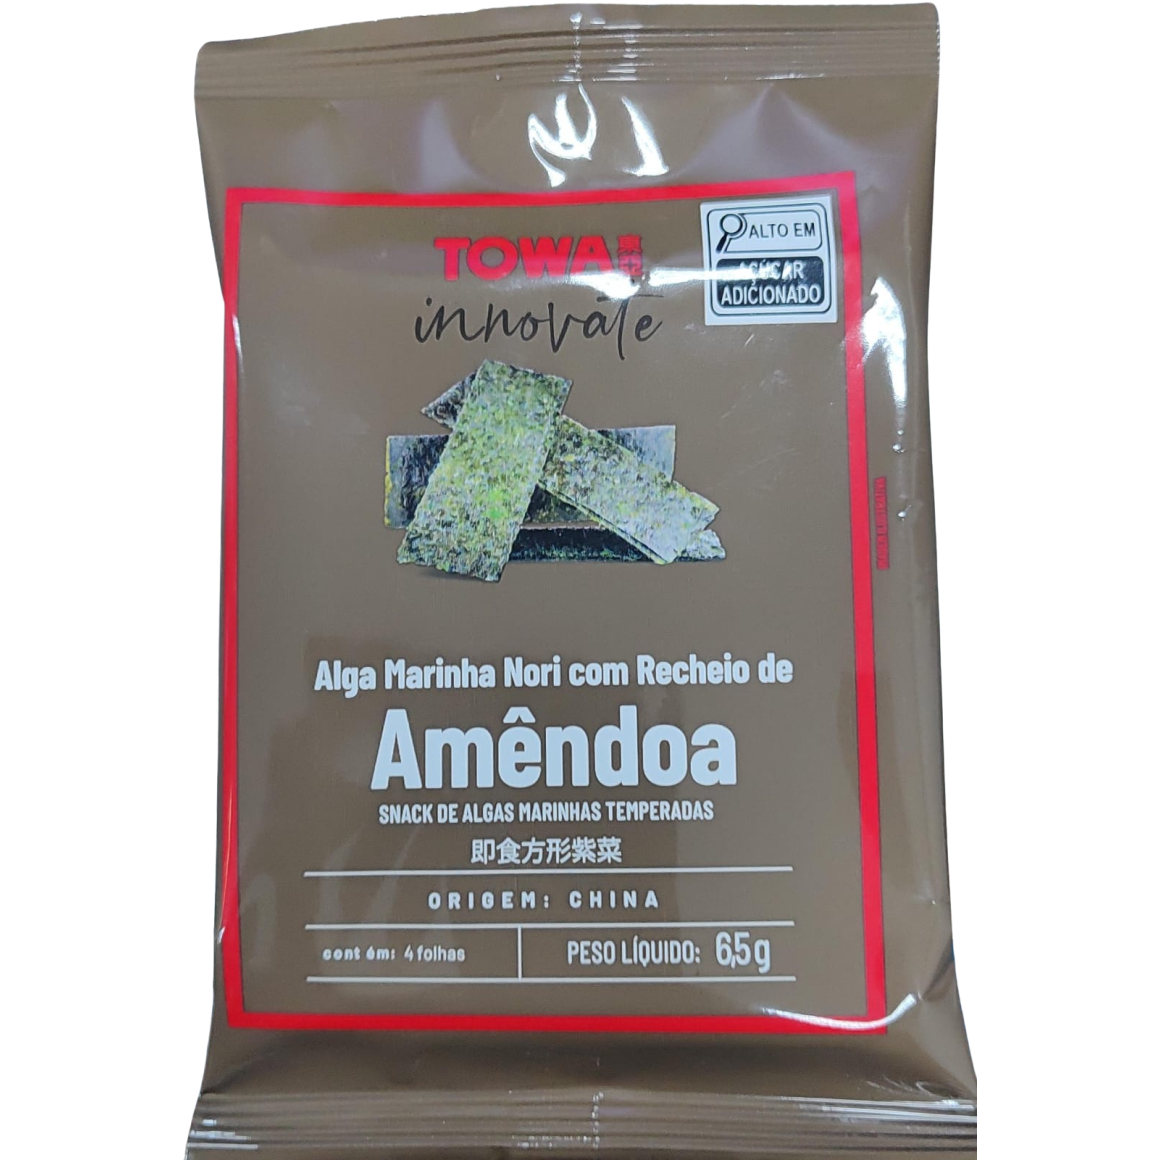 TOWA
innovate
ALTO EM
AÇÚCAR
ADICIONADO
Alga Marinha Nori com Recheio de
Amêndoa
SNACK DE ALGAS MARINHAS TEMPERADAS
即食方形紫菜
ORIGEM: CHINA
cont ém: 4 folhas
PESO LÍQUIDO: 6,5g